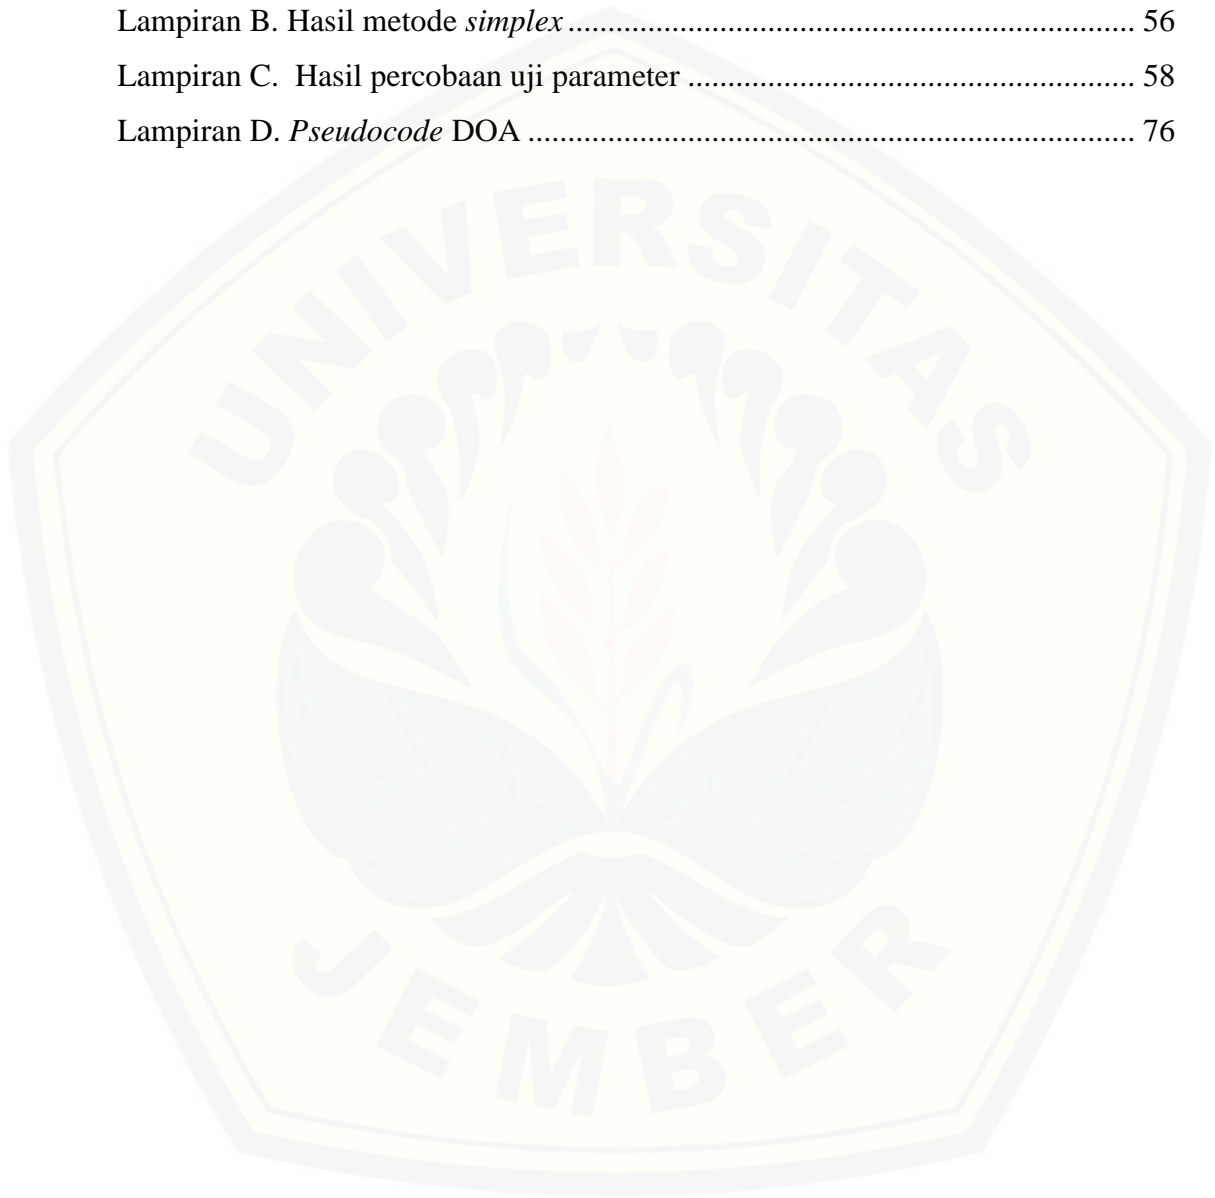 Lampiran B. Hasil metode simplex ....................................................................... 56
Lampiran C.  Hasil percobaan uji parameter ........................................................ 58
Lampiran D. Pseudocode DOA ............................................................................ 76
UNIVERSITAS
JEMBER